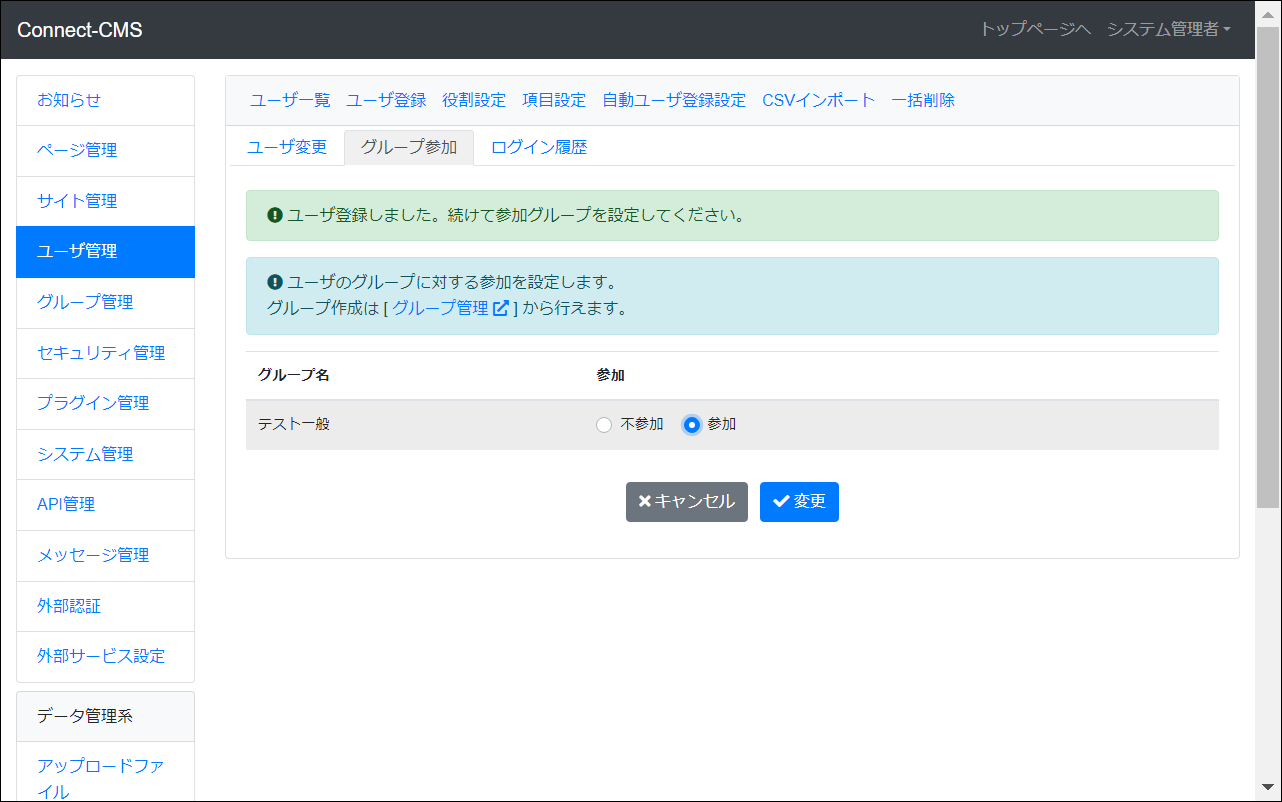 Connect-CMS
トップページへ システム管理者
お知らせ
ページ管理
サイト管理
ユーザ管理
グループ管理
セキュリティ管理
プラグイン管理
システム管理
API管理
メッセージ管理
外部認証
外部サービス設定
データ管理系
アップロードファ
イル
ユーザ一覧 ユーザ登録 役割設定 項目設定 自動ユーザ登録設定 CSVインポート 一括削除
ユーザ変更 グループ参加 ログイン履歴
ユーザ登録しました。続けて参加グループを設定してください。
ユーザのグループに対する参加を設定します。
グループ作成は [ グループ管理 ] から行えます。
グループ名 参加
テスト一般 不参加 参加
キャンセル 変更